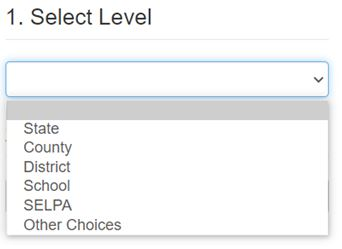 1. Select Level
State
County
District
School
SELPA
Other Choices